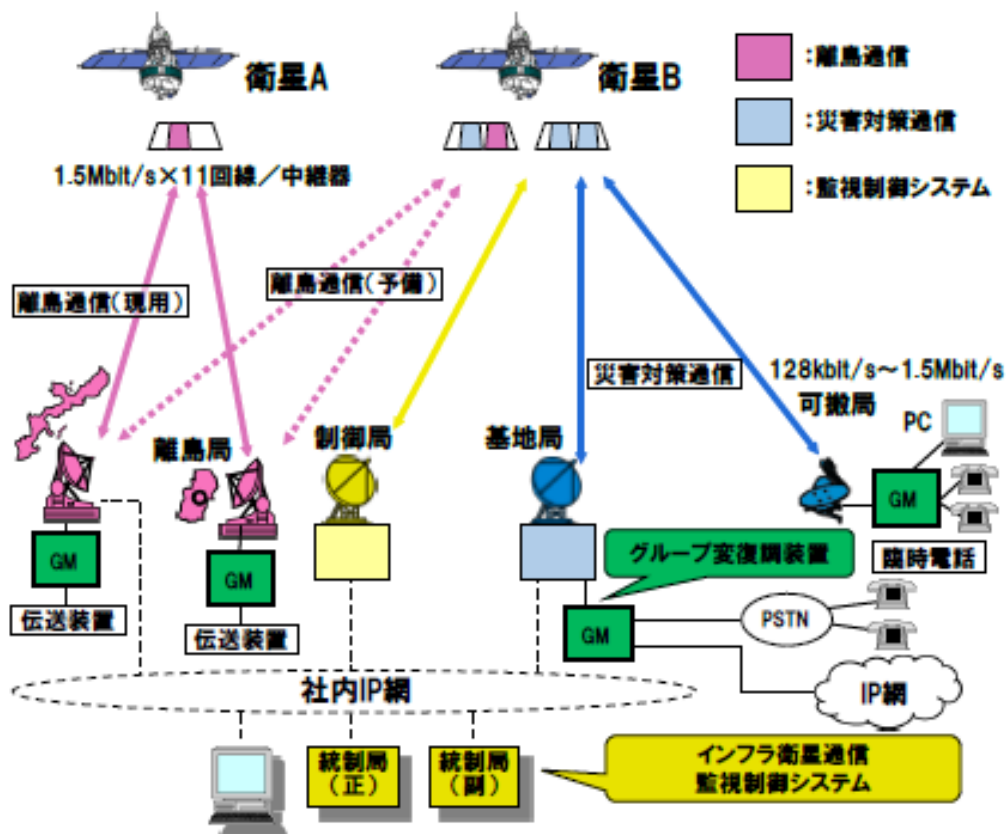 衛星A
衛星B
:離島通信
:災害対策通信
:監視制御システム
1.5Mbit/s×11回線/中継器
離島通信(現用)
離島通信(予備)
災害対策通信
128kbit/s～1.5Mbit/s
可搬局
PC
離島局
制御局
基地局
GM
GM
GM
グループ変復調装置
臨時電話
伝送装置
伝送装置
GM
PSTN
IP網
社内IP網
統制局
(正)
統制局
(副)
インフラ衛星通信
監視制御システム